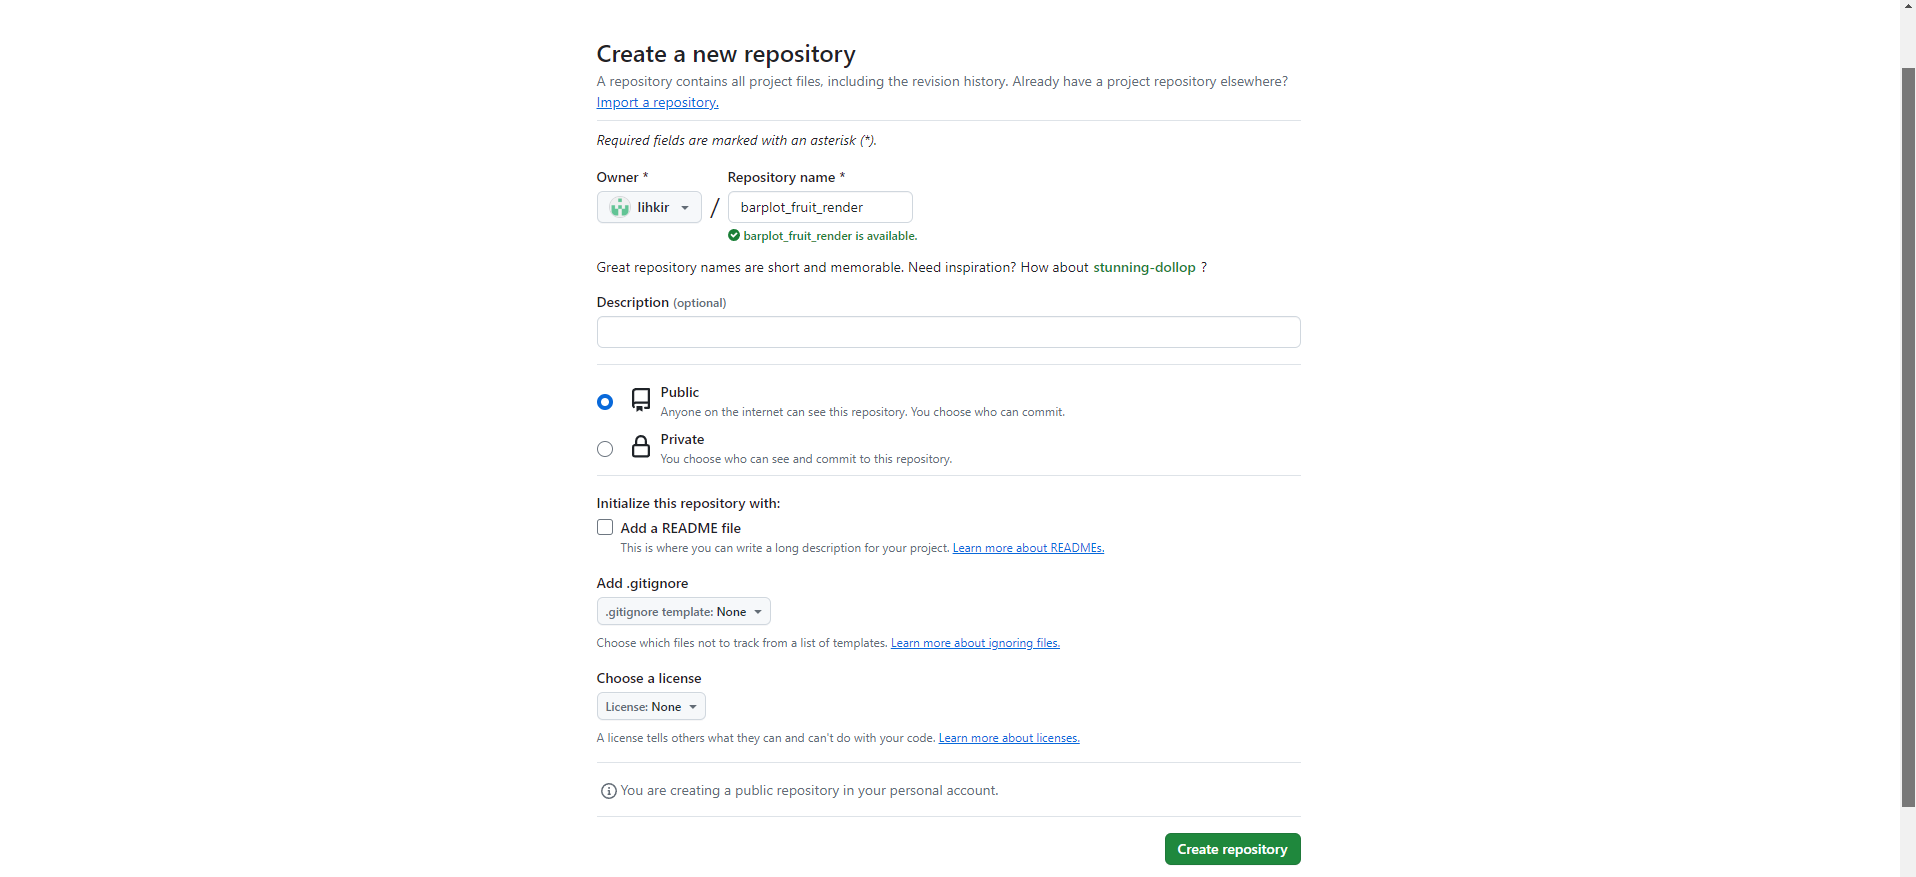 Create a new repository
A repository contains all project files, including the revision history. Already have a project repository elsewhere?
Import a repository.
Required fields are marked with an asterisk (*).
Owner * Repository name *
lihkir / barplot_fruit_render
barplot_fruit_render is available.
Great repository names are short and memorable. Need inspiration? How about stunning-dollop ?
Description (optional)
Public
Anyone on the internet can see this repository. You choose who can commit.
Private
You choose who can see and commit to this repository.
Initialize this repository with:
Add a README file
This is where you can write a long description for your project. Learn more about READMEs.
Add .gitignore
.gitignore template: None
Choose which files not to track from a list of templates. Learn more about ignoring files.
Choose a license
License: None
A license tells others what they can and can't do with your code. Learn more about licenses.
You are creating a public repository in your personal account.
Create repository